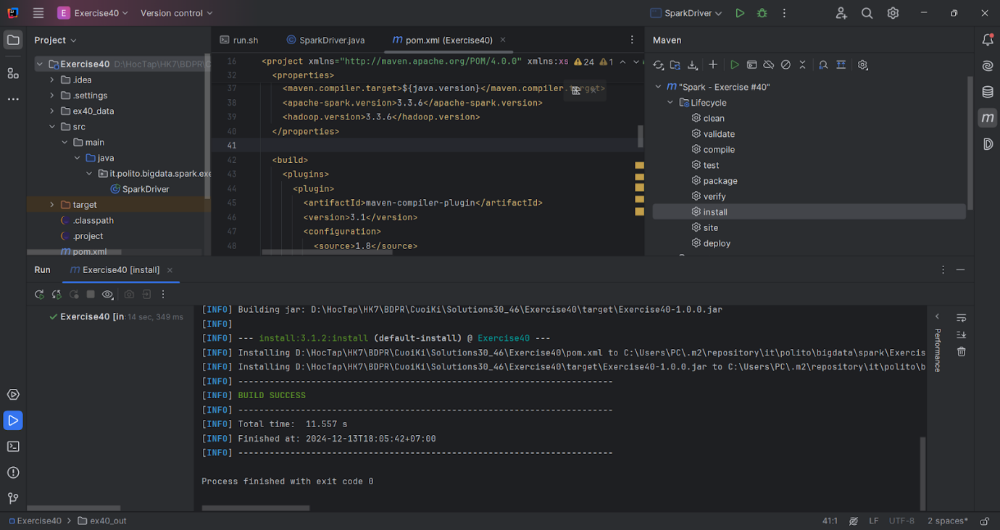 E Exercise40 Version control SparkDriver
Project run.sh SparkDriver.java m pom.xml (Exercise40) Maven
Exercise40 D:\HocTap\HK7\BDPR\C
.idea
.settings
ex40_data
src
main
java
it.polito.bigdata.spark.exe
SparkDriver
target
.classpath
.project
m pom.xml
16 <project xmlns="http://maven.apache.org/POM/4.0.0" xmlns:xs 24 1
32 <properties>
37 <maven.compiler.target>${java.version}</maven.compiler.target>
38 <apache-spark.version>3.3.6</apache-spark.version>
39 <hadoop.version>3.3.6</hadoop.version>
40 </properties>
41
42 <build>
43 <plugins>
44 <plugin>
45 <artifactId>maven-compiler-plugin</artifactId>
46 <version>3.1</version>
47 <configuration>
48 <source>1.8</source>
m "Spark - Exercise #40"
Lifecycle
clean
validate
compile
test
package
verify
install
site
deploy
m
Run m Exercise40 [install]
Exercise40 [in 14 sec, 349 ms
[INFO] Building jar: D:\HocTap\HK7\BDPR\CuoiKi\Solutions30_46\Exercise40\target\Exercise40-1.0.0.jar
[INFO]
[INFO] --- install:3.1.2:install (default-install) @ Exercise40 ---
[INFO] Installing D:\HocTap\HK7\BDPR\CuoiKi\Solutions30_46\Exercise40\pom.xml to C:\Users\PC\.m2\repository\it\polito\bigdata\spark\Exercis
[INFO] Installing D:\HocTap\HK7\BDPR\CuoiKi\Solutions30_46\Exercise40\target\Exercise40-1.0.0.jar to C:\Users\PC\.m2\repository\it\polito\b
[INFO] ------------------------------------------------------------------------
[INFO] BUILD SUCCESS
[INFO] ------------------------------------------------------------------------
[INFO] Total time:  11.557 s
[INFO] Finished at: 2024-12-13T18:05:42+07:00
[INFO] ------------------------------------------------------------------------
Process finished with exit code 0
Performance
Exercise40 > ex40_out 41:1 LF UTF-8 2 spaces*